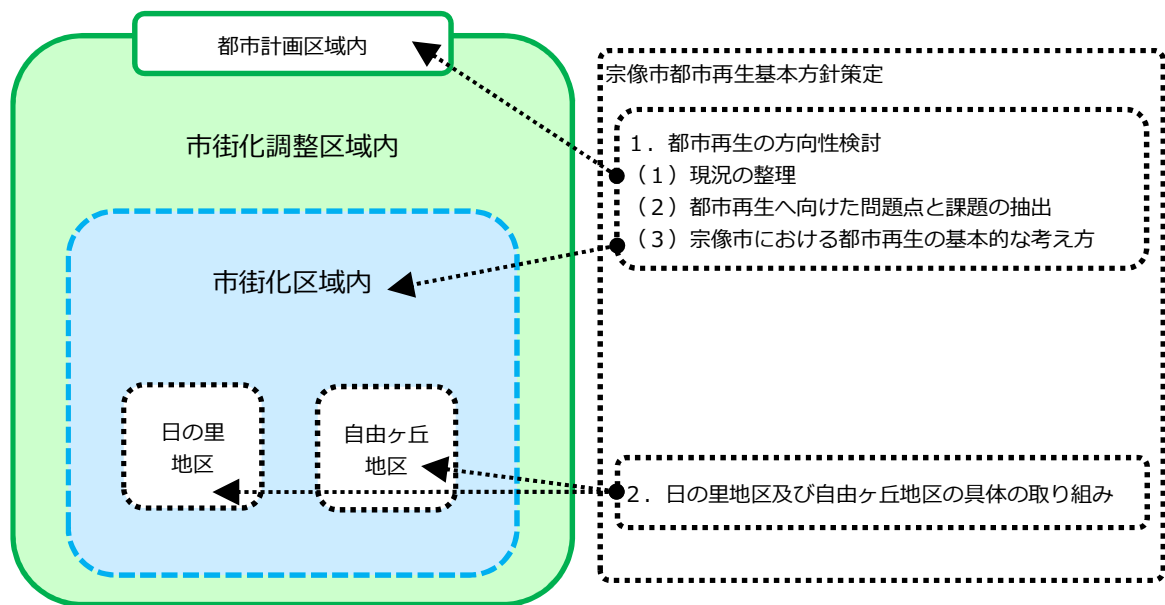 都市計画区域内
市街化調整区域内
市街化区域内
日の里
地区
自由ヶ丘
地区
宗像市都市再生基本方針策定
１．都市再生の方向性検討
（１）現況の整理
（２）都市再生へ向けた問題点と課題の抽出
（３）宗像市における都市再生の基本的な考え方
２．日の里地区及び自由ヶ丘地区の具体の取り組み